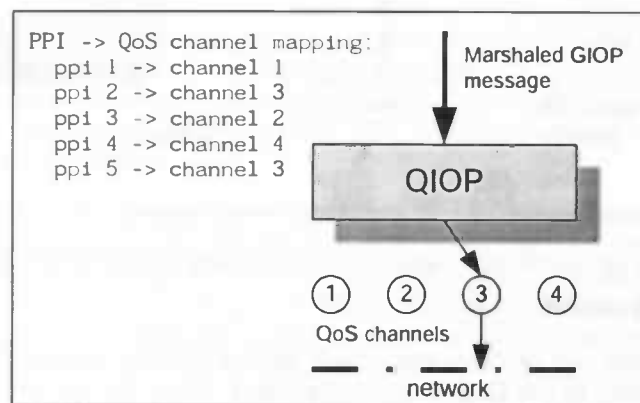 PPI -> QoS channel mapping:
ppi 1 -> channel 1
ppi 2 -> channel 3
ppi 3 -> channel 2
ppi 4 -> channel 4
ppi 5 -> channel 3
Marshaled GIOP
message
QIOP
1 2 3 4
QoS channels
network